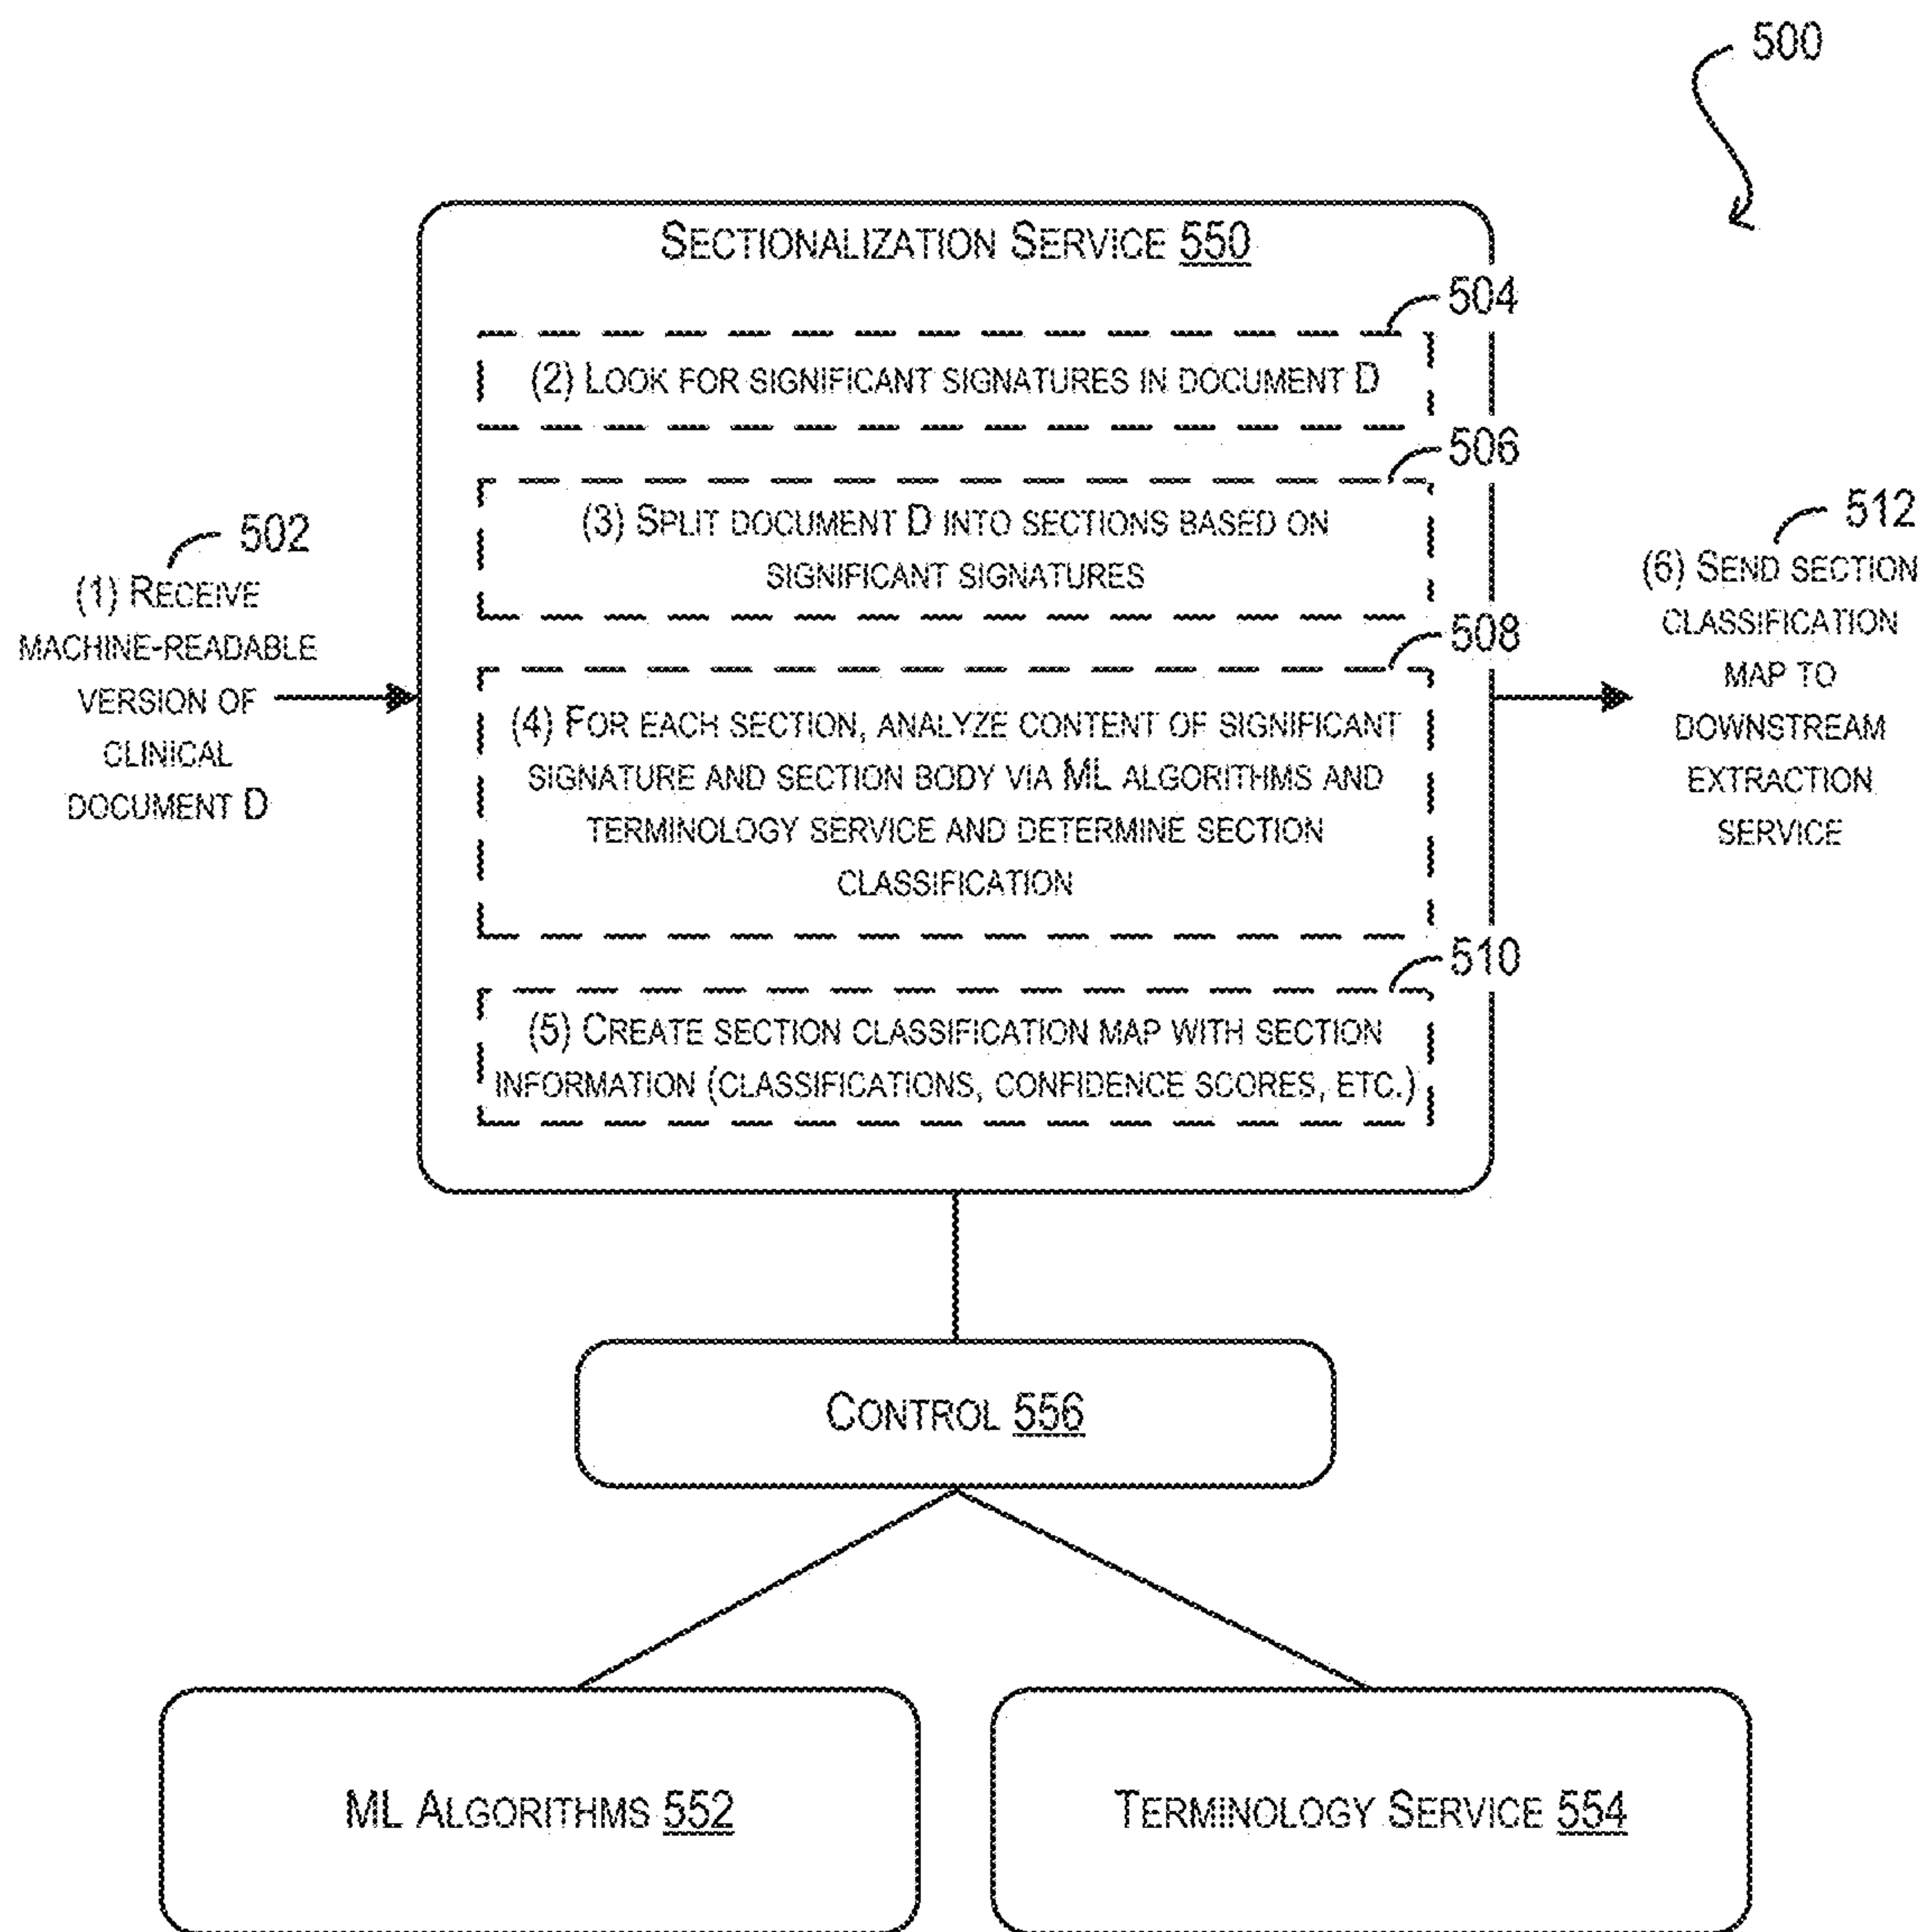 500
SECTIONALIZATION SERVICE 550
504
(2) LOOK FOR SIGNIFICANT SIGNATURES IN DOCUMENT D
506
(3) SPLIT DOCUMENT D INTO SECTIONS BASED ON
SIGNIFICANT SIGNATURES
502
(1) RECEIVE
MACHINE-READABLE
VERSION OF
CLINICAL
DOCUMENT D
508
(4) FOR EACH SECTION, ANALYZE CONTENT OF SIGNIFICANT
SIGNATURE AND SECTION BODY VIA ML ALGORITHMS AND
TERMINOLOGY SERVICE AND DETERMINE SECTION
CLASSIFICATION
510
(5) CREATE SECTION CLASSIFICATION MAP WITH SECTION
INFORMATION (CLASSIFICATIONS, CONFIDENCE SCORES, ETC.)
512
(6) SEND SECTION
CLASSIFICATION
MAP TO
DOWNSTREAM
EXTRACTION
SERVICE
CONTROL 556
ML ALGORITHMS 552
TERMINOLOGY SERVICE 554